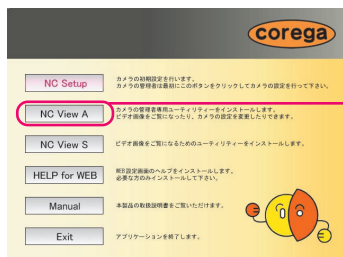 corega
NC Setup
カメラの初期設定を行います。
カメラの管理者は最初にこのボタンをクリックしてカメラの設定を行って下さい。
NC View A
カメラの管理者専用ユーティリティーをインストールします。
ビデオ画像をご覧になったり、カメラの設定を変更したりできます。
NC View S
ビデオ画像をご覧になるためのユーティリティーをインストールします。
HELP for WEB
WEB設定画面のヘルプをインストールします。
必要な方のみインストールして下さい。
Manual
本製品の取扱説明書をご覧いただけます。
Exit
アプリケーションを終了します。